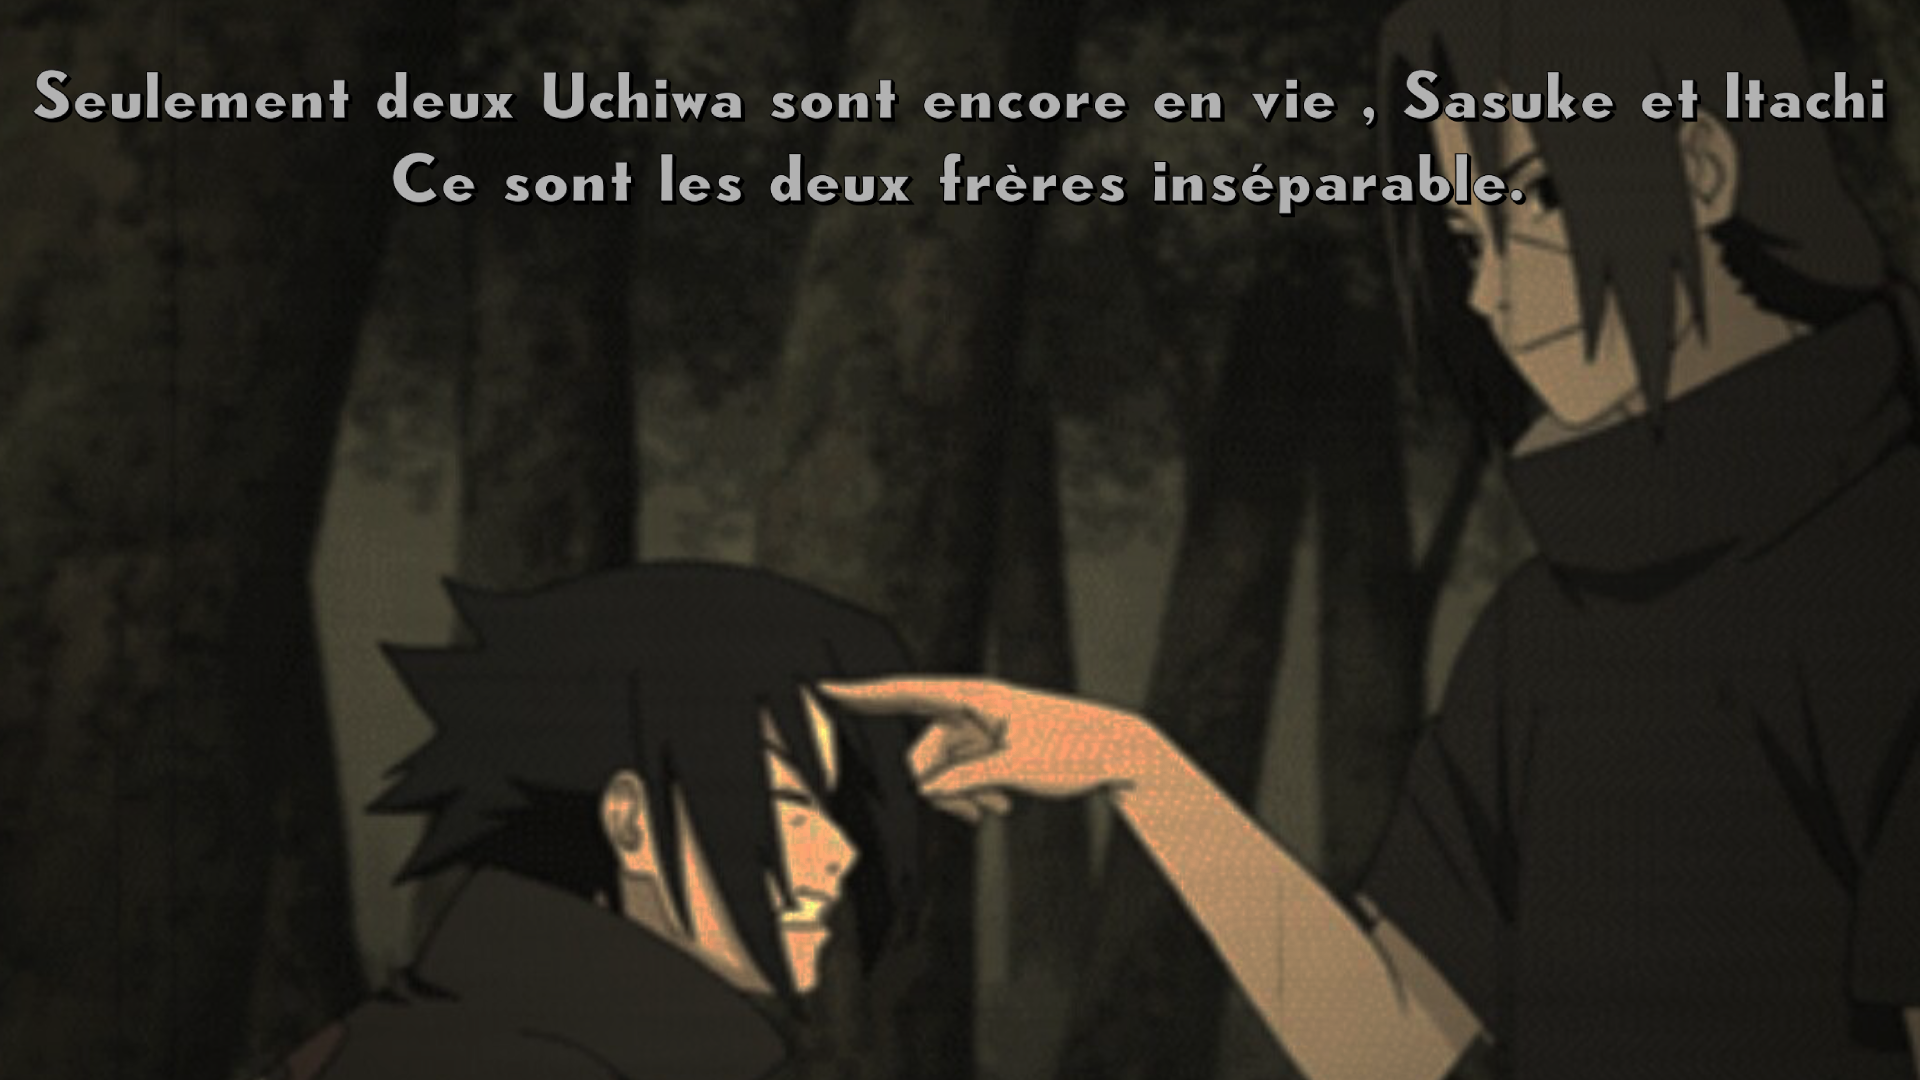 Seulement deux Uchiwa sont encore en vie , Sasuke et Itachi
Ce sont les deux frères inséparable.